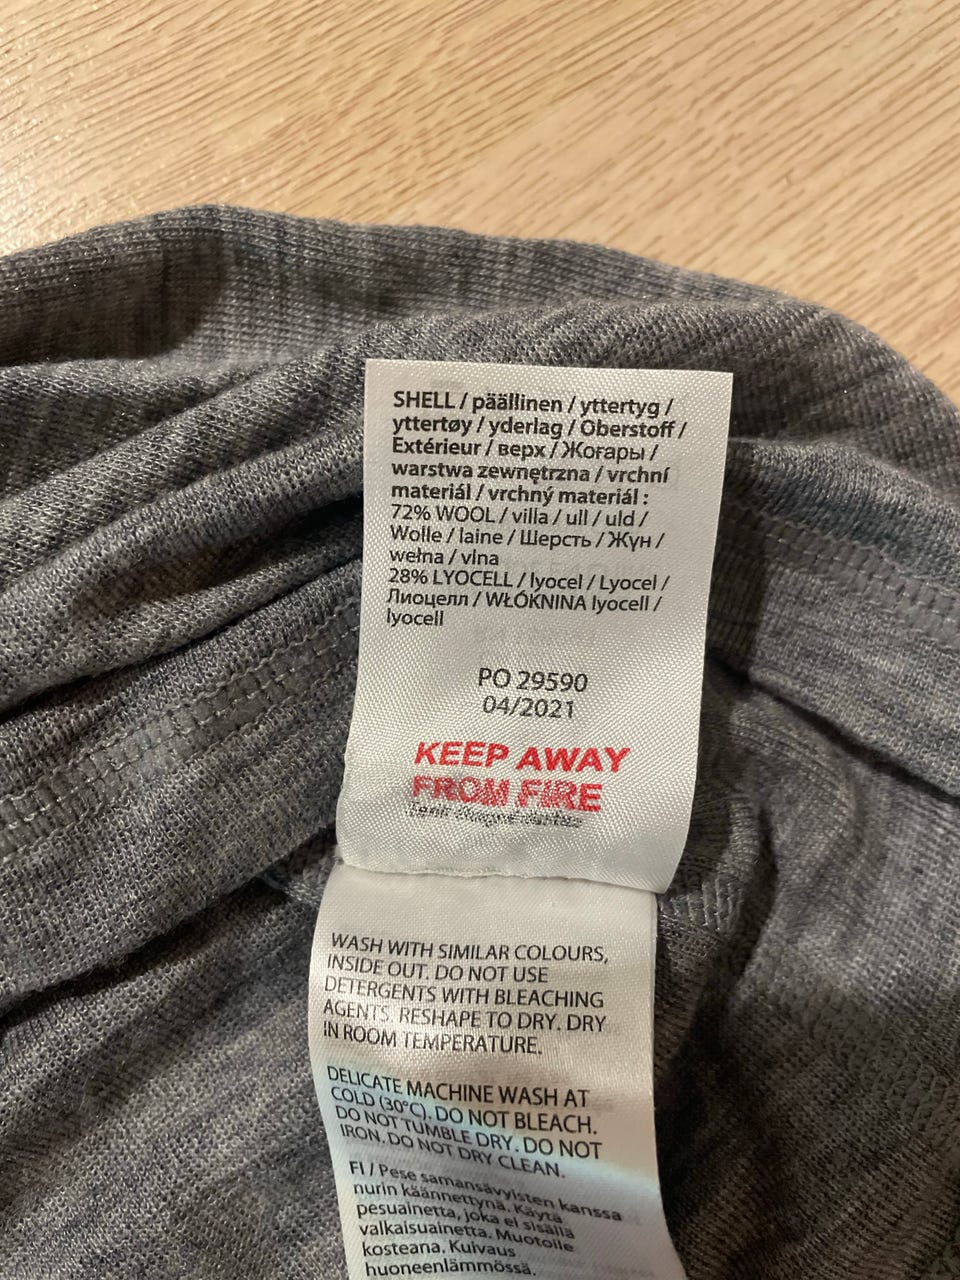 SHELL / päällinen / yttertyg /
yttertøy / yderlag / Oberstoff /
Extérieur / верх / Жоғары /
warstwa zewnętrzna / vrchní
materiál / vrchný materiál :
72% WOOL / villa / ull / uld /
Wolle / laine / Шерсть / Жүн /
wełna / vlna
28% LYOCELL / lyocel / Lyocel /
Лиоцелл / WŁÓKNINA lyocell /
lyocell
PO 29590
04/2021
KEEP AWAY
FROM FIRE
WASH WITH SIMILAR COLOURS,
INSIDE OUT. DO NOT USE
DETERGENTS WITH BLEACHING
AGENTS. RESHAPE TO DRY. DRY
IN ROOM TEMPERATURE.
DELICATE MACHINE WASH AT
COLD (30°C). DO NOT BLEACH.
DO NOT TUMBLE DRY. DO NOT
IRON. DO NOT DRY CLEAN.
FI / Pese samansävyisten kanssa
nurin käännettynä. Käytä
pesuainetta, joka ei sisällä
valkaisuainetta. Muotoile
kosteana. Kuivaus
huoneenlämmössä.